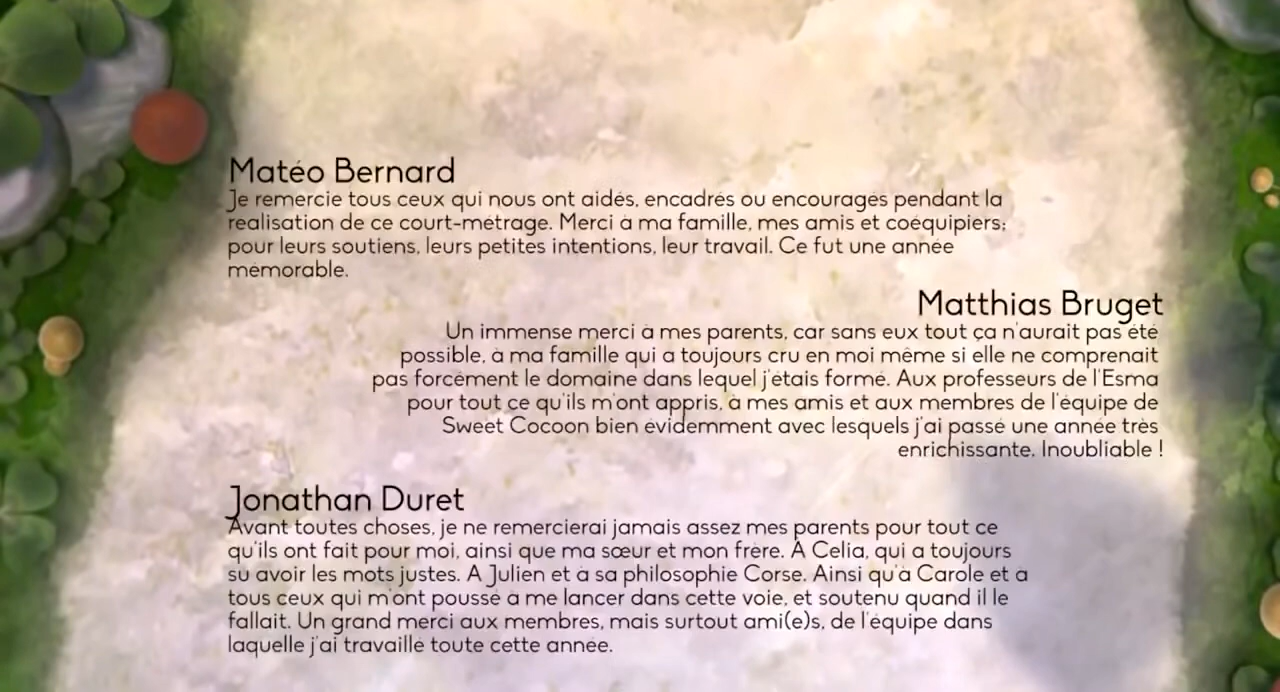 Matéo Bernard
Je remercie tous ceux qui nous ont aidés, encadrés ou encouragés pendant la
réalisation de ce court-métrage. Merci à ma famille, mes amis et coéquipiers;
pour leurs soutiens, leurs petites intentions, leur travail. Ce fut une année
mémorable.
Matthias Bruget
Un immense merci à mes parents, car sans eux tout ça n'aurait pas été
possible, à ma famille qui a toujours cru en moi même si elle ne comprenait
pas forcément le domaine dans lequel j'étais formé. Aux professeurs de l'Esma
pour tout ce qu'ils m'ont appris, à mes amis et aux membres de l'équipe de
Sweet Cocoon bien évidemment avec lesquels j'ai passé une année très
enrichissante. Inoubliable !
Jonathan Duret
Avant toutes choses, je ne remercierai jamais assez mes parents pour tout ce
qu'ils ont fait pour moi, ainsi que ma sœur et mon frère. À Celia, qui a toujours
su avoir les mots justes. A Julien et à sa philosophie Corse. Ainsi qu'à Carole et à
tous ceux qui m'ont poussé à me lancer dans cette voie, et soutenu quand il le
fallait. Un grand merci aux membres, mais surtout ami(e)s, de l'équipe dans
laquelle j'ai travaillé toute cette année.